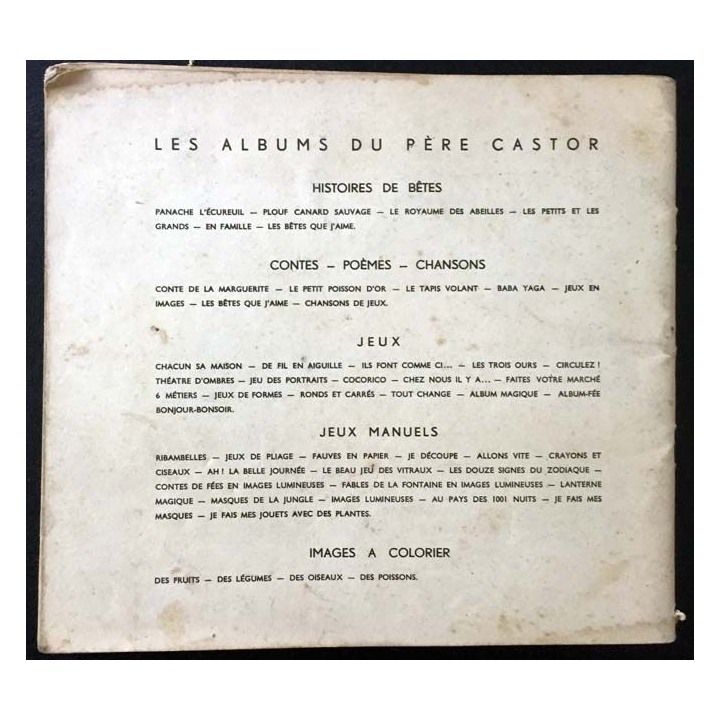 LES ALBUMS DU PÈRE CASTOR
HISTOIRES DE BÊTES
PANACHE L'ÉCUREUIL — PLOUF CANARD SAUVAGE — LE ROYAUME DES ABEILLES — LES PETITS ET LES
GRANDS — EN FAMILLE — LES BÊTES QUE J'AIME.
CONTES — POÈMES — CHANSONS
CONTE DE LA MARGUERITE — LE PETIT POISSON D'OR — LE TAPIS VOLANT — BABA YAGA — JEUX EN
IMAGES — LES BÊTES QUE J'AIME — CHANSONS DE JEUX.
JEUX
CHACUN SA MAISON — DE FIL EN AIGUILLE — ILS FONT COMME CI... — LES TROIS OURS — CIRCULEZ !
THÉATRE D'OMBRES — JEU DES PORTRAITS — COCORICO — CHEZ NOUS IL Y A... — FAITES VOTRE MARCHÉ
6 MÉTIERS — JEUX DE FORMES — RONDS ET CARRÉS — TOUT CHANGE — ALBUM MAGIQUE — ALBUM-FÉE
BONJOUR-BONSOIR.
JEUX MANUELS
RIBAMBELLES — JEUX DE PLIAGE — FAUVES EN PAPIER — JE DÉCOUPE — ALLONS VITE — CRAYONS ET
CISEAUX — AH ! LA BELLE JOURNÉE — LE BEAU JEU DES VITRAUX — LES DOUZE SIGNES DU ZODIAQUE —
CONTES DE FÉES EN IMAGES LUMINEUSES — FABLES DE LA FONTAINE EN IMAGES LUMINEUSES — LANTERNE
MAGIQUE — MASQUES DE LA JUNGLE — IMAGES LUMINEUSES — AU PAYS DES 1001 NUITS — JE FAIS MES
MASQUES — JE FAIS MES JOUETS AVEC DES PLANTES.
IMAGES A COLORIER
DES FRUITS — DES LÉGUMES — DES OISEAUX — DES POISSONS.